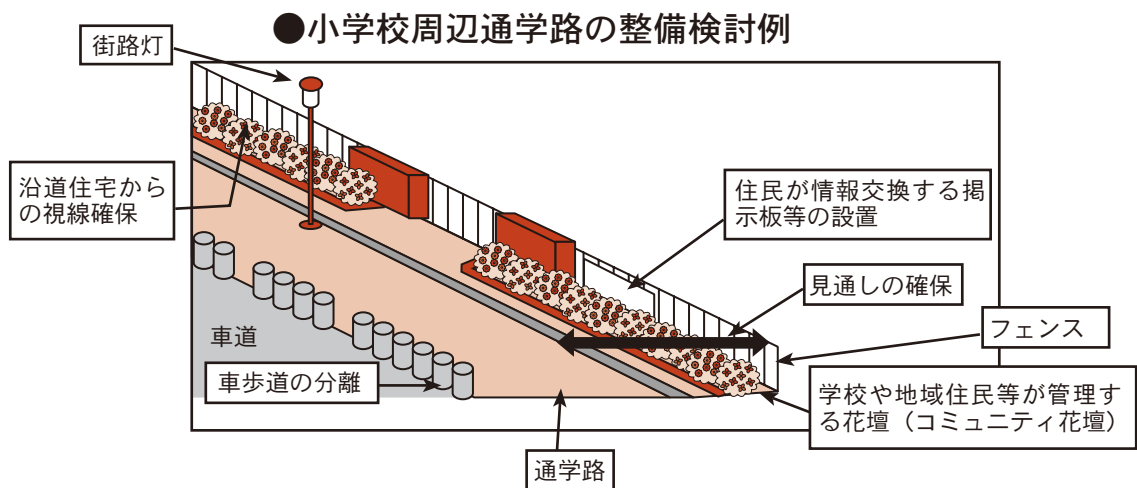 ●小学校周辺通学路の整備検討例
街路灯
沿道住宅から
の視線確保
住民が情報交換する掲
示板等の設置
見通しの確保
フェンス
車道
車歩道の分離
学校や地域住民等が管理す
る花壇（コミュニティ花壇）
通学路